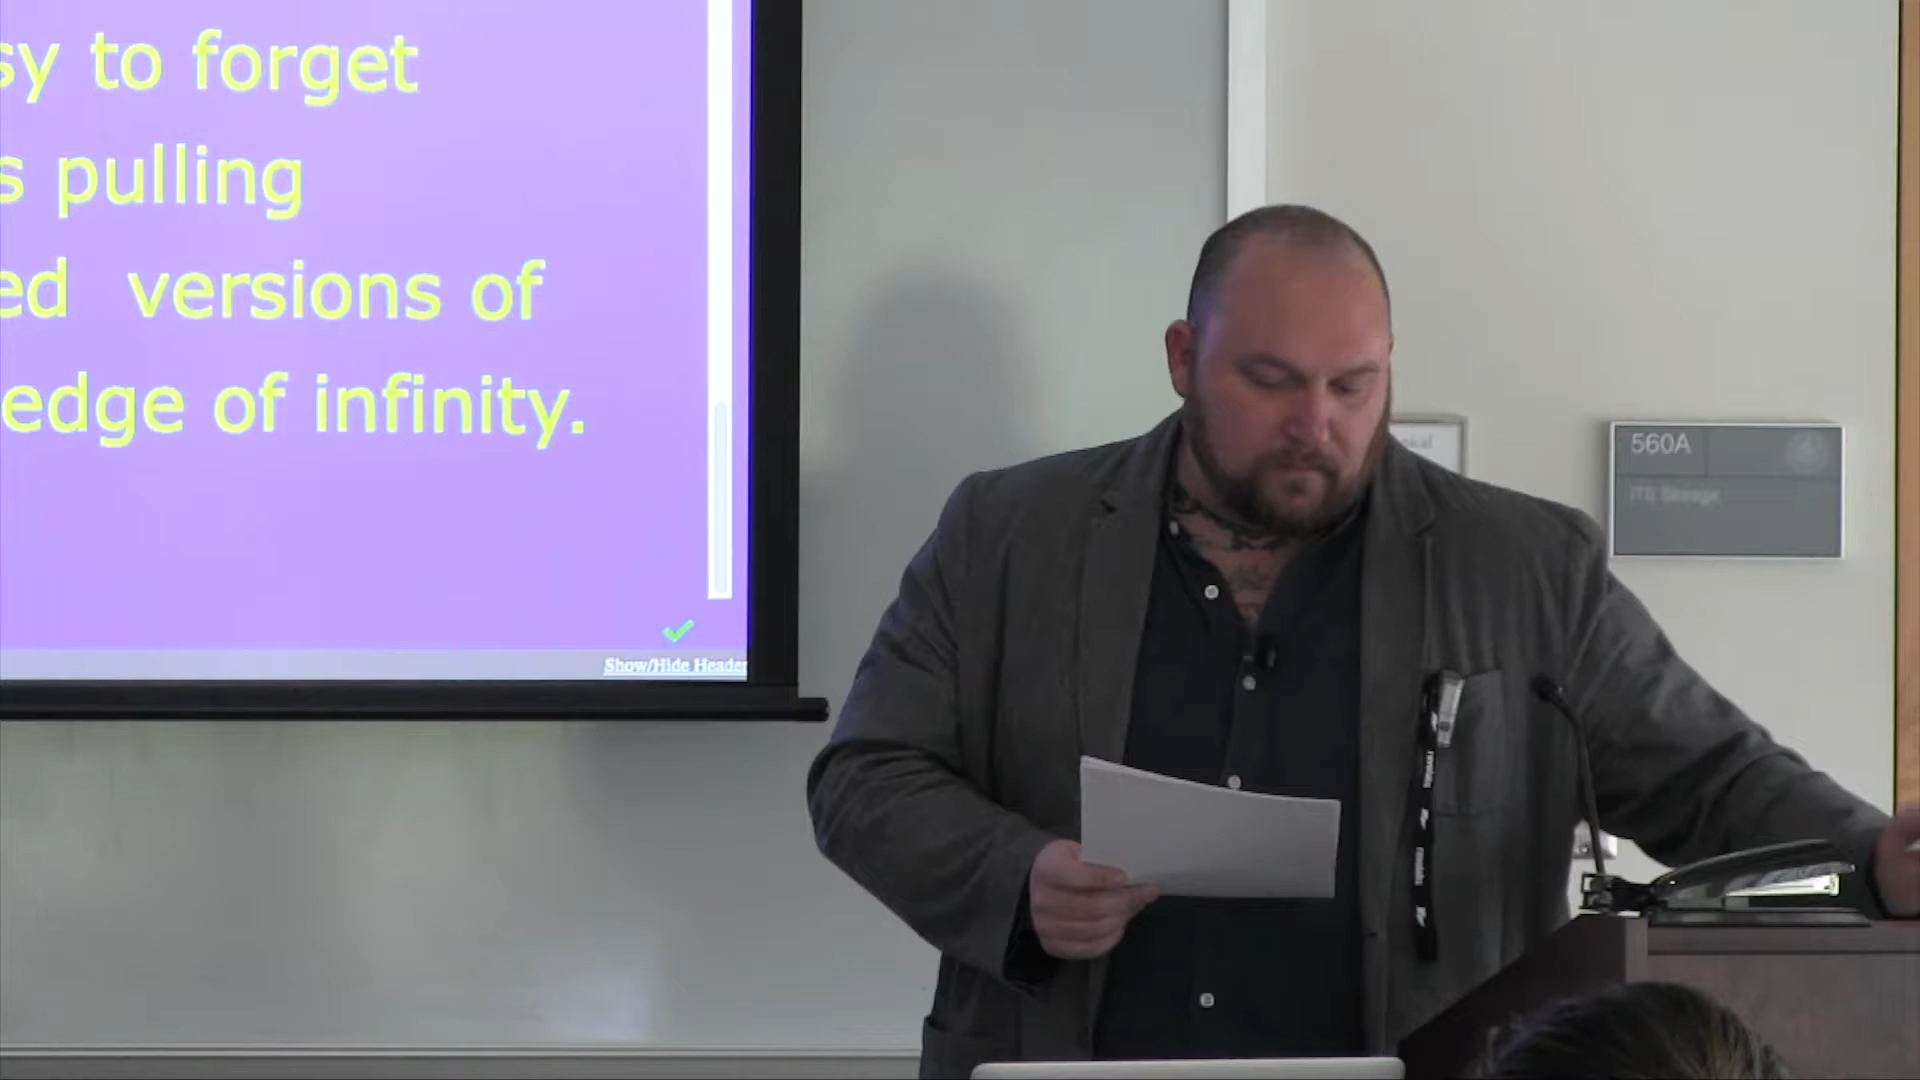 sy to forget
s pulling
ed versions of
edge of infinity.
Show/Hide Header
560A